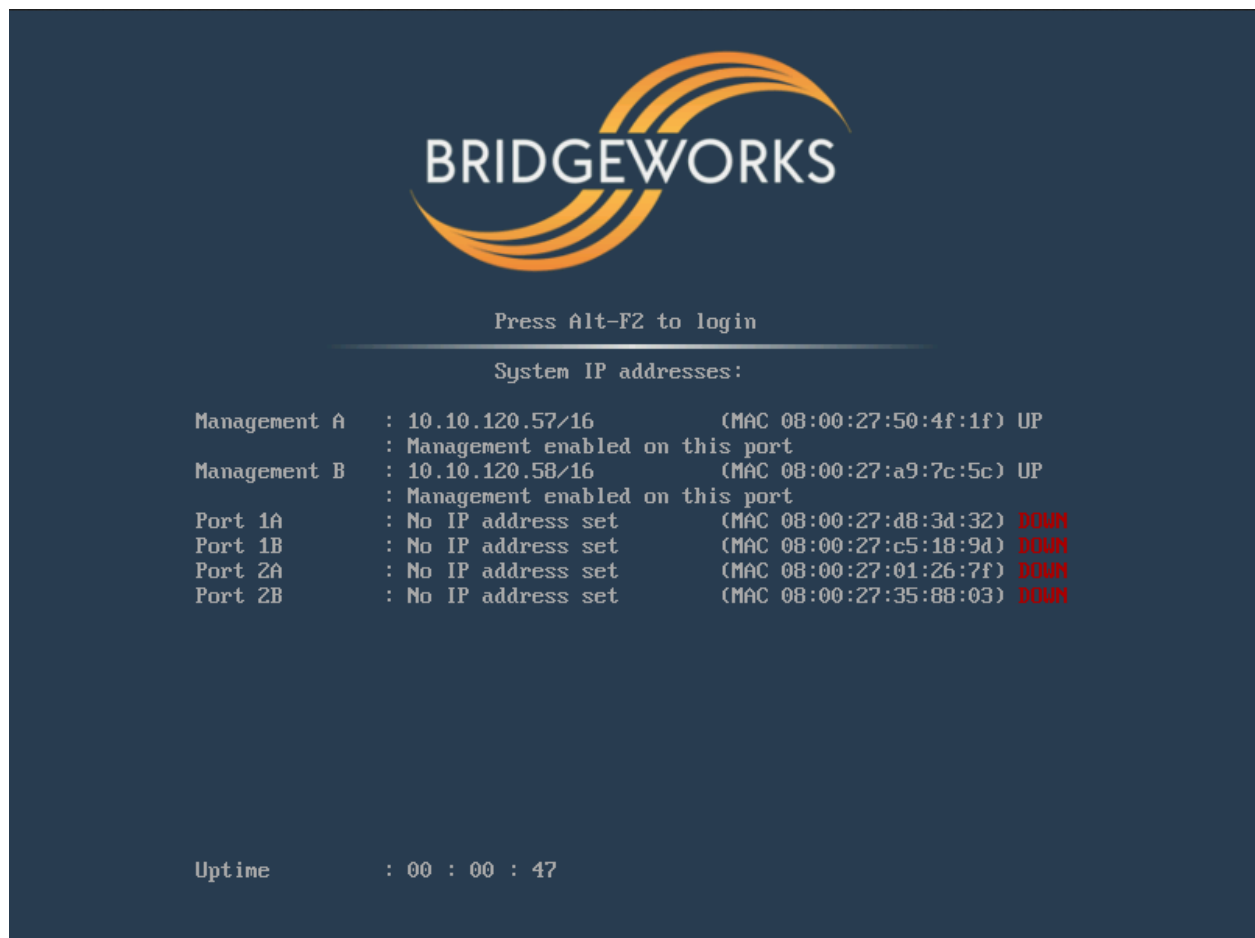 BRIDGEWORKS
Press Alt-F2 to login
System IP addresses:
Management A : 10.10.120.57/16 (MAC 08:00:27:50:4f:1f) UP
: Management enabled on this port
Management B : 10.10.120.58/16 (MAC 08:00:27:a9:7c:5c) UP
: Management enabled on this port
Port 1A : No IP address set (MAC 08:00:27:d8:3d:32) DOWN
Port 1B : No IP address set (MAC 08:00:27:c5:18:9d) DOWN
Port 2A : No IP address set (MAC 08:00:27:01:26:7f) DOWN
Port 2B : No IP address set (MAC 08:00:27:35:88:03) DOWN
Uptime : 00 : 00 : 47